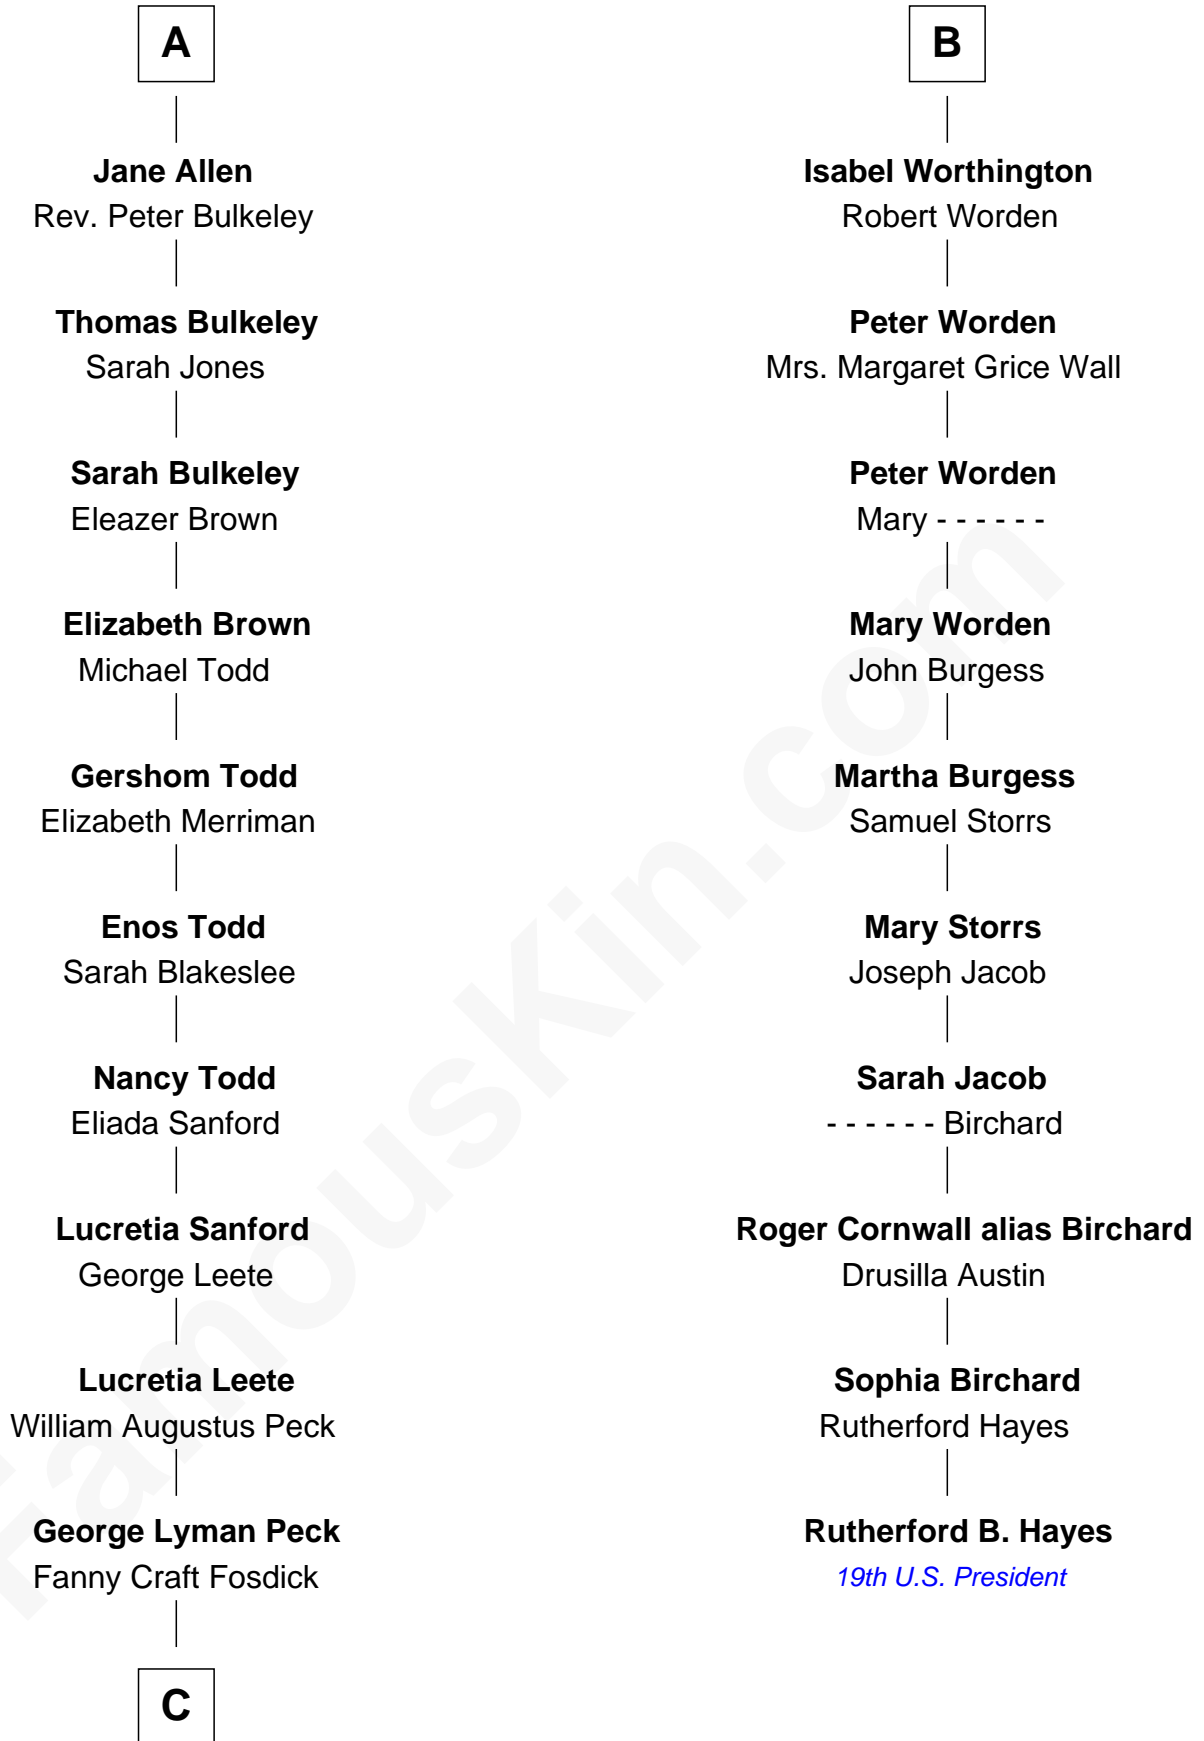 A
Jane Allen
Rev. Peter Bulkeley
Thomas Bulkeley
Sarah Jones
Sarah Bulkeley
Eleazer Brown
Elizabeth Brown
Michael Todd
Gershom Todd
Elizabeth Merriman
Enos Todd
Sarah Blakeslee
Nancy Todd
Eliada Sanford
Lucretia Sanford
George Leete
Lucretia Leete
William Augustus Peck
George Lyman Peck
Fanny Craft Fosdick
C
B
Isabel Worthington
Robert Worden
Peter Worden
Mrs. Margaret Grice Wall
Peter Worden
Mary - - - - - -
Mary Worden
John Burgess
Martha Burgess
Samuel Storrs
Mary Storrs
Joseph Jacob
Sarah Jacob
- - - - - - Birchard
Roger Cornwall alias Birchard
Drusilla Austin
Sophia Birchard
Rutherford Hayes
Rutherford B. Hayes
19th U.S. President
FamousKin.com